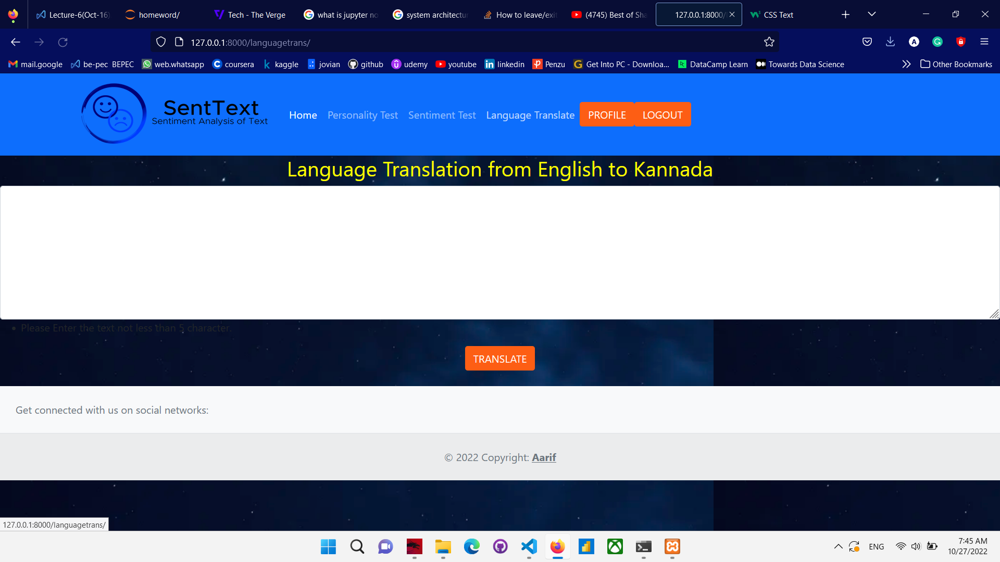 Lecture-6(Oct-16)
homeword/
Tech - The Verge
what is jupyter no
system architectur
How to leave/exit
(4745) Best of Sha
127.0.0.1:8000/l
CSS Text
127.0.0.1:8000/languagetrans/
mail.google
be-pec BEPEC
web.whatsapp
coursera
kaggle
jovian
github
udemy
youtube
linkedin
Penzu
Get Into PC - Downloa...
DataCamp Learn
Towards Data Science
Other Bookmarks
SentText
Sentiment Analysis of Text
Home
Personality Test
Sentiment Test
Language Translate
PROFILE
LOGOUT
Language Translation from English to Kannada
Please Enter the text not less than 5 character.
TRANSLATE
Get connected with us on social networks:
© 2022 Copyright: Aarif
127.0.0.1:8000/languagetrans/
ENG
7:45 AM
10/27/2022